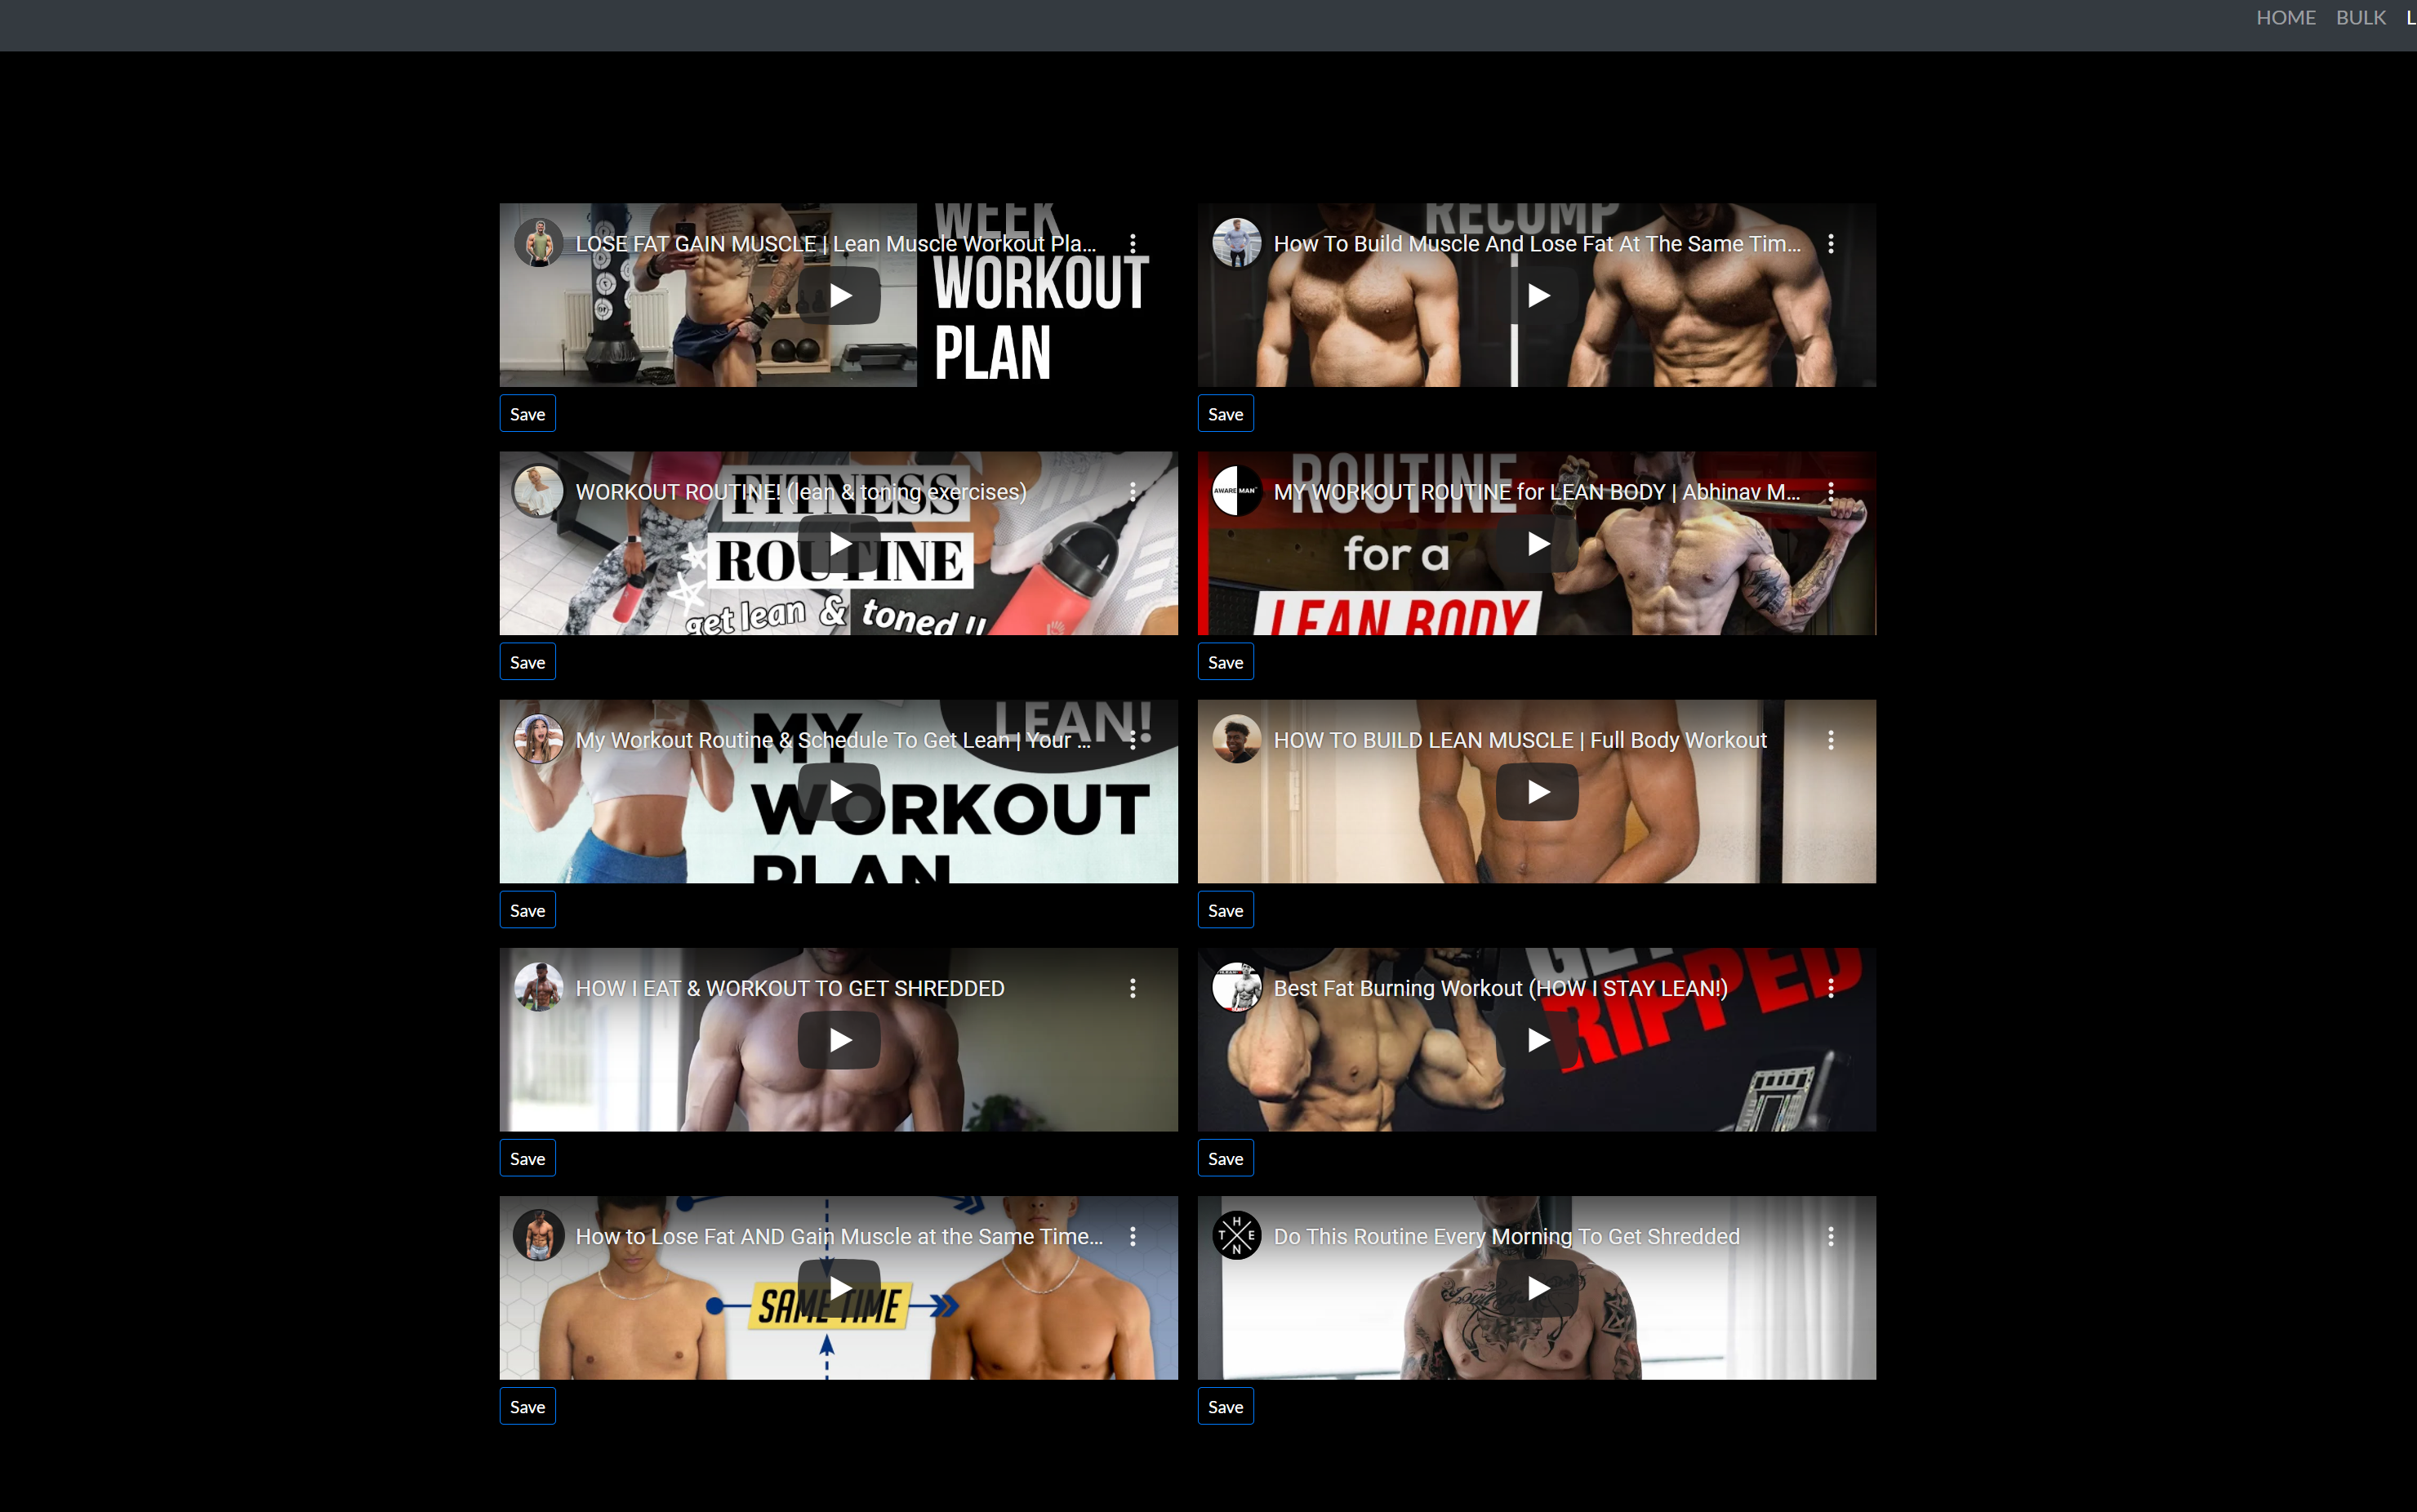 HOME BULK L
WEEK
LOSE FAT GAIN MUSCLE | Lean Muscle Workout Pla...
WORKOUT
PLAN
Save
RECOMP
How To Build Muscle And Lose Fat At The Same Tim...
Save
FITNESS
WORKOUT ROUTINE! (lean & toning exercises)
ROUTINE
get lean & toned !!
Save
ROUTINE
AWARE MAN
MY WORKOUT ROUTINE for LEAN BODY | Abhinav M...
for a
LEAN BODY
Save
LEAN!
MY
My Workout Routine & Schedule To Get Lean | Your ...
WORKOUT
PLAN
Save
HOW TO BUILD LEAN MUSCLE | Full Body Workout
Save
HOW I EAT & WORKOUT TO GET SHREDDED
Save
GET
RIPPED
Best Fat Burning Workout (HOW I STAY LEAN!)
Save
How to Lose Fat AND Gain Muscle at the Same Time...
SAME TIME
Save
H
T E
N
Do This Routine Every Morning To Get Shredded
Save